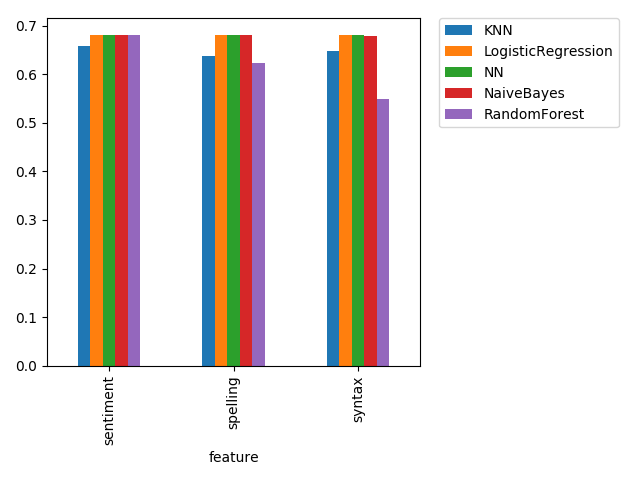 0.7
0.6
0.5
0.4
0.3
0.2
0.1
0.0
sentiment
spelling
syntax
feature
KNN
LogisticRegression
NN
NaiveBayes
RandomForest